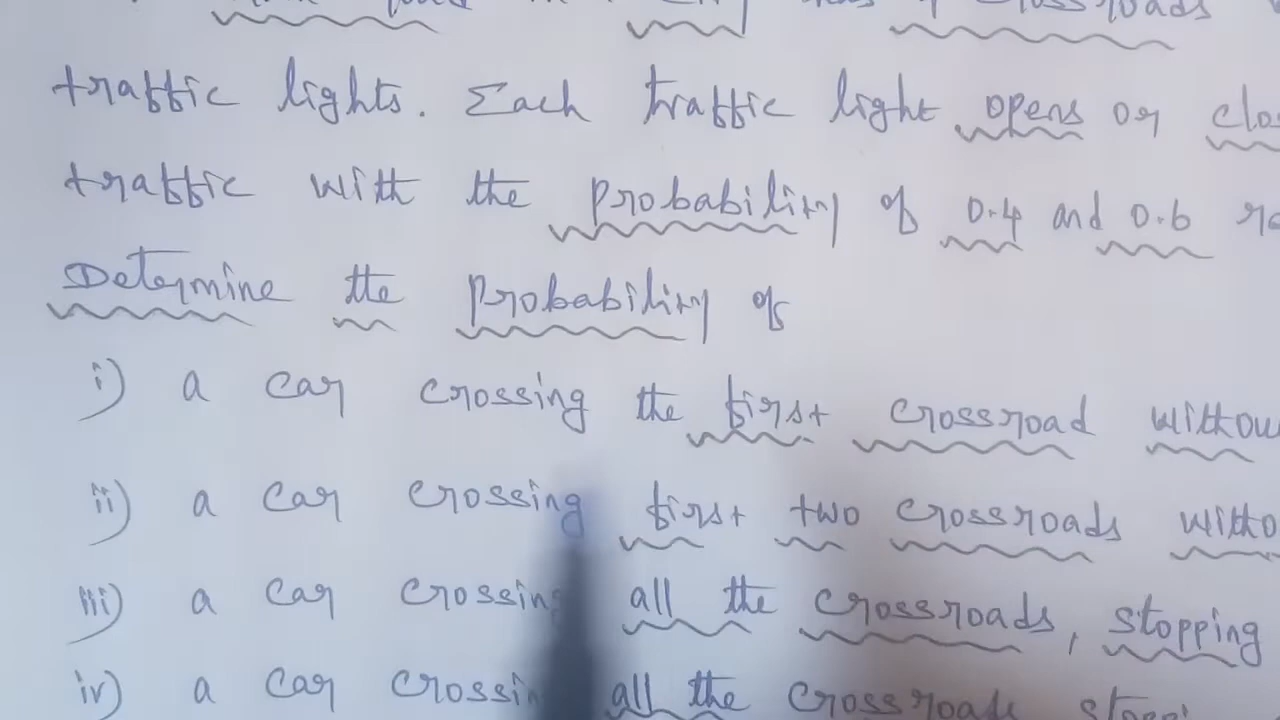 crossroads
traffic lights. Each traffic light opens or
traffic with the probability of 0.4 and 0.6
Determine the probability of
i) a car crossing the first crossroad
ii) a car crossing first two crossroads
iii) a car crossing all the crossroads, stopping
iv) a car crossing all the crossroads